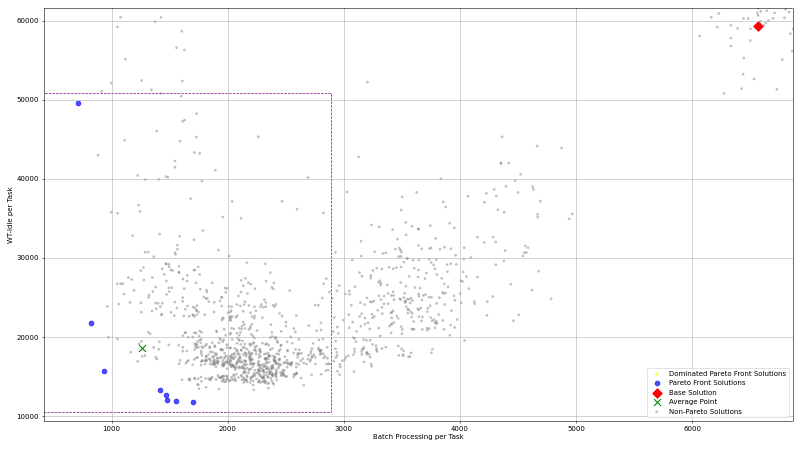 60000
50000
40000
30000
20000
10000
WT-Idle per Task
1000
2000
3000
4000
5000
6000
Batch Processing per Task
Dominated Pareto Front Solutions
Pareto Front Solutions
Base Solution
Average Point
Non-Pareto Solutions